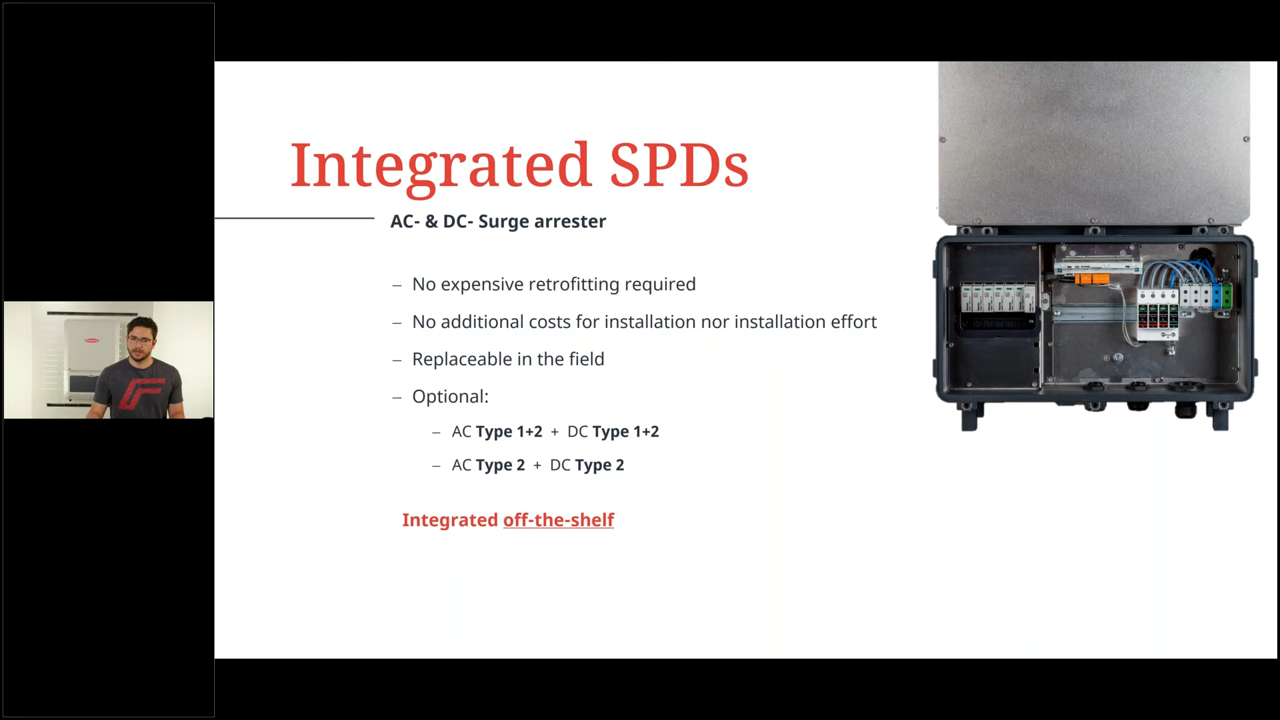 Integrated SPDs
AC- & DC- Surge arrester
– No expensive retrofitting required
– No additional costs for installation nor installation effort
– Replaceable in the field
– Optional:
– AC Type 1+2 + DC Type 1+2
– AC Type 2 + DC Type 2
Integrated off-the-shelf